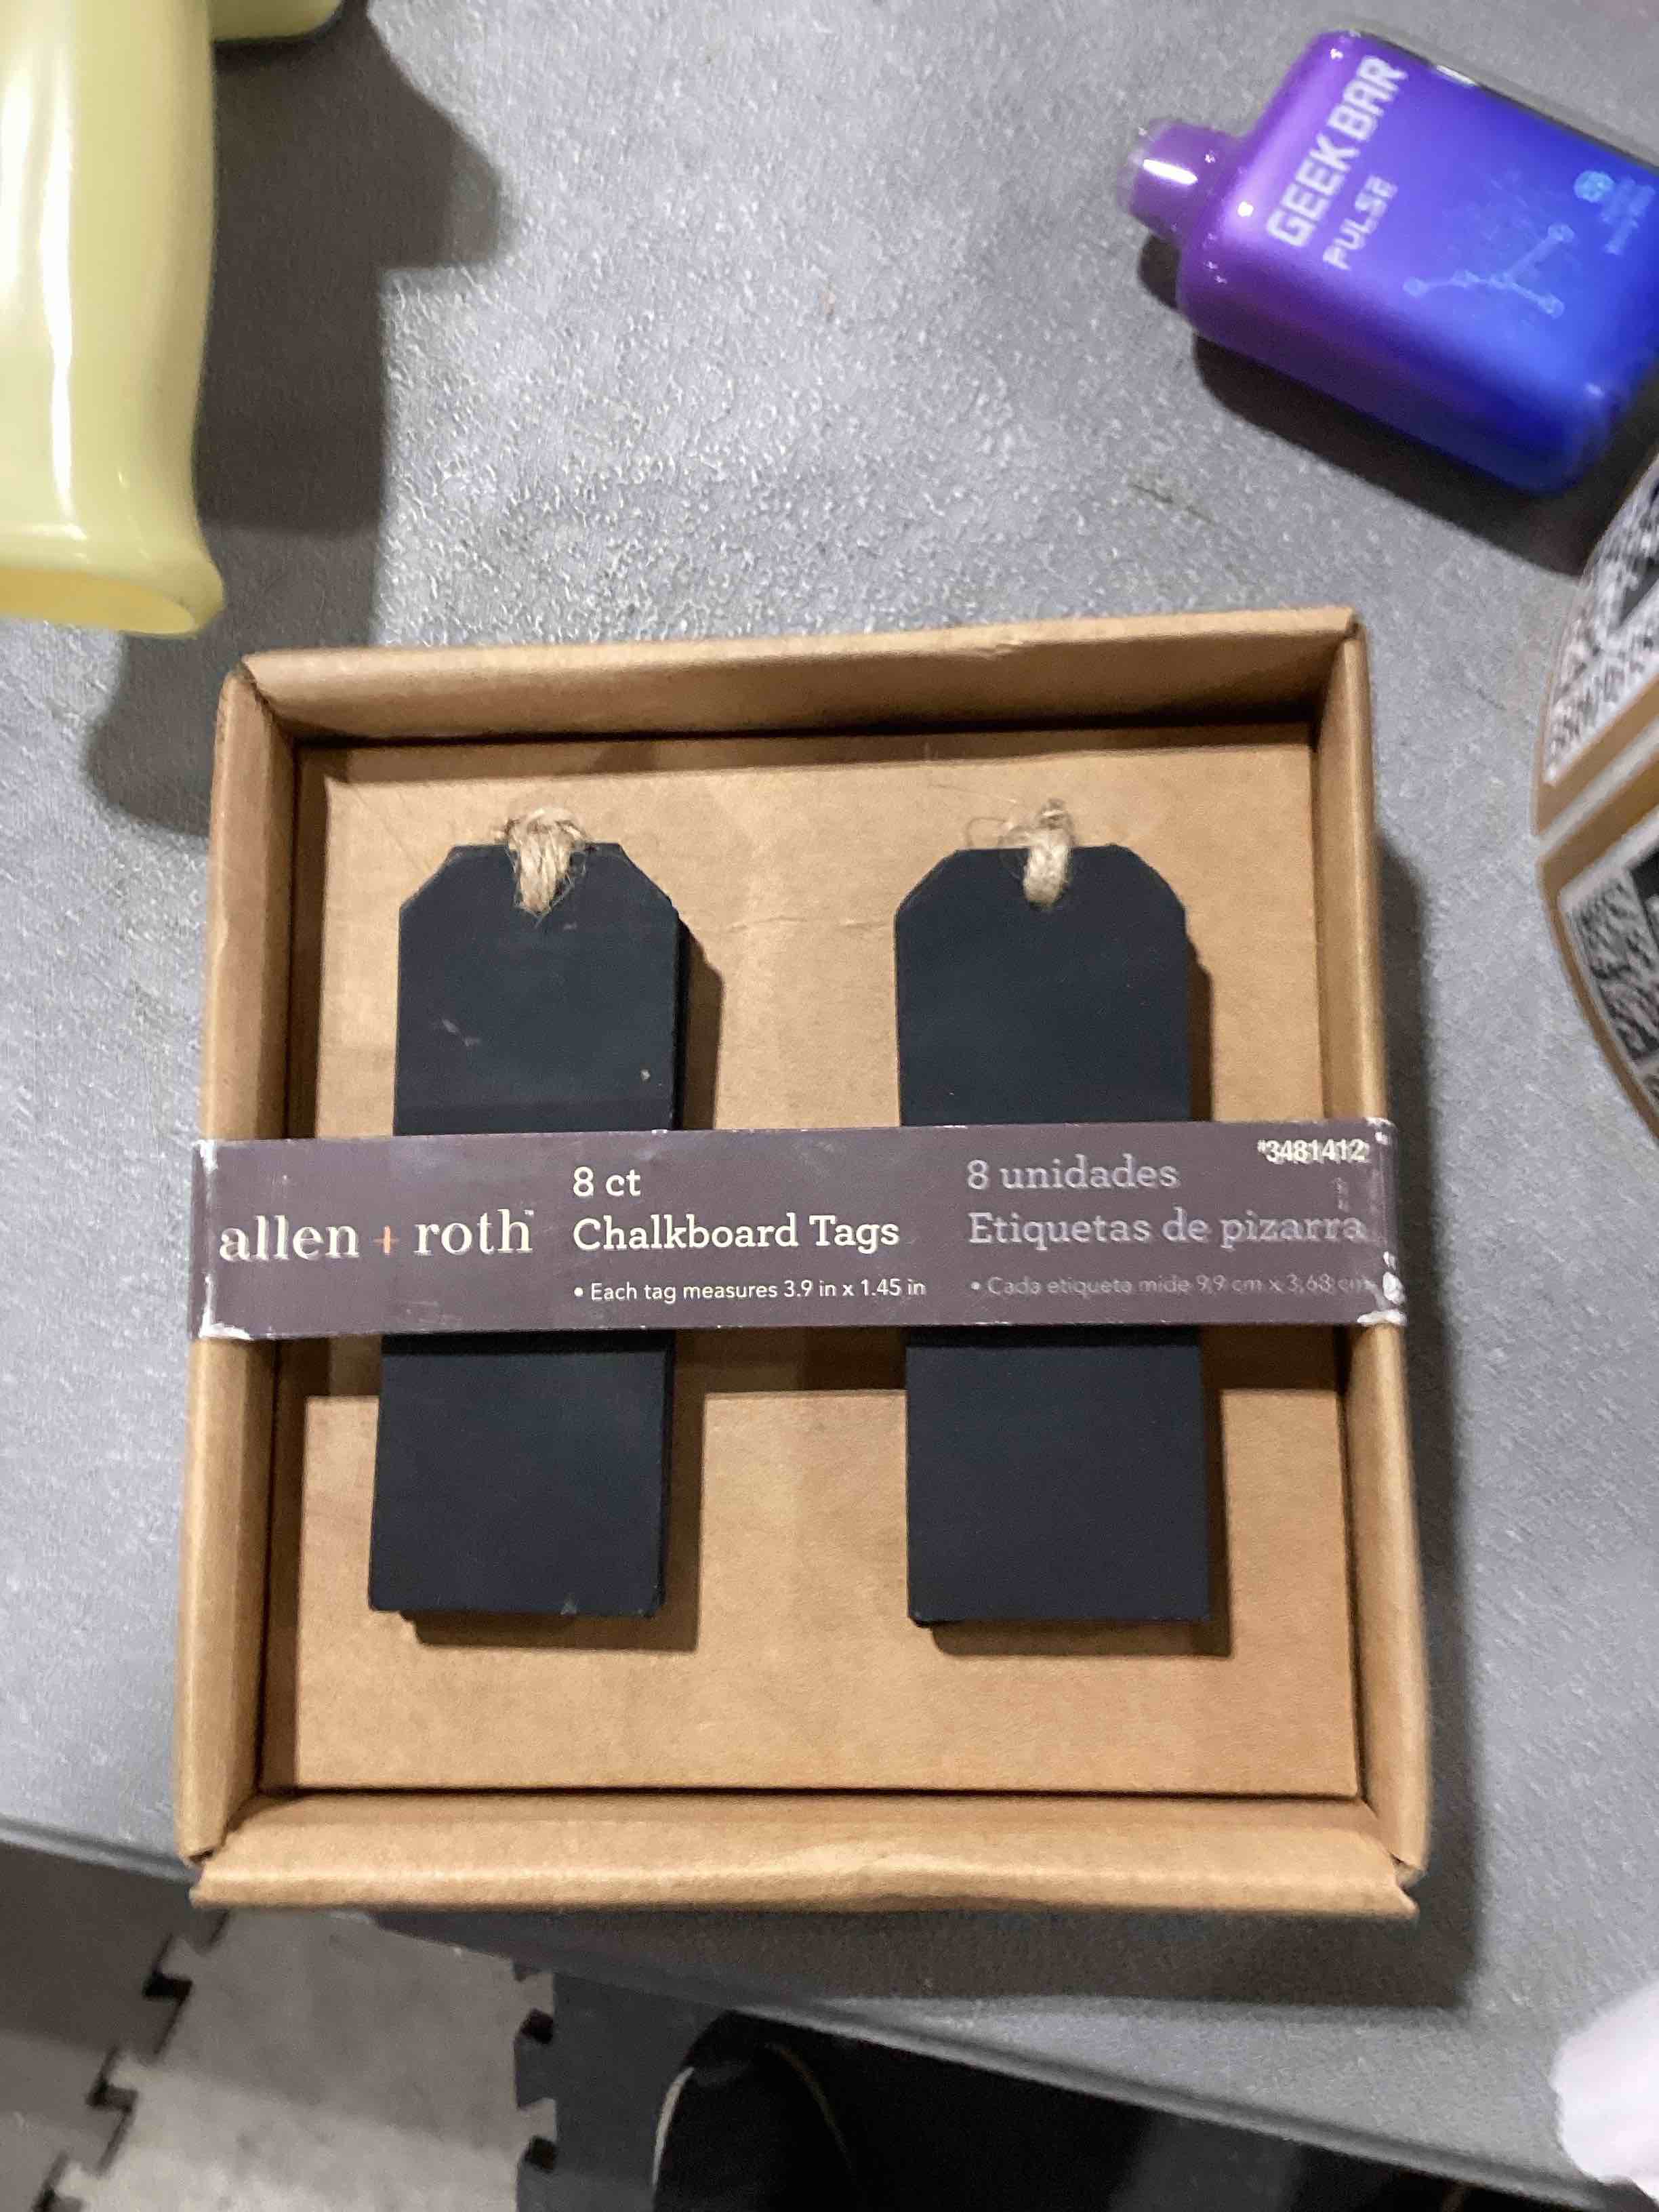 GEEK BAR
PULSE
#3481412
allen + roth™
8 ct
Chalkboard Tags
• Each tag measures 3.9 in x 1.45 in
8 unidades
Etiquetas de pizarra
• Cada etiqueta mide 9,9 cm x 3,68 cm